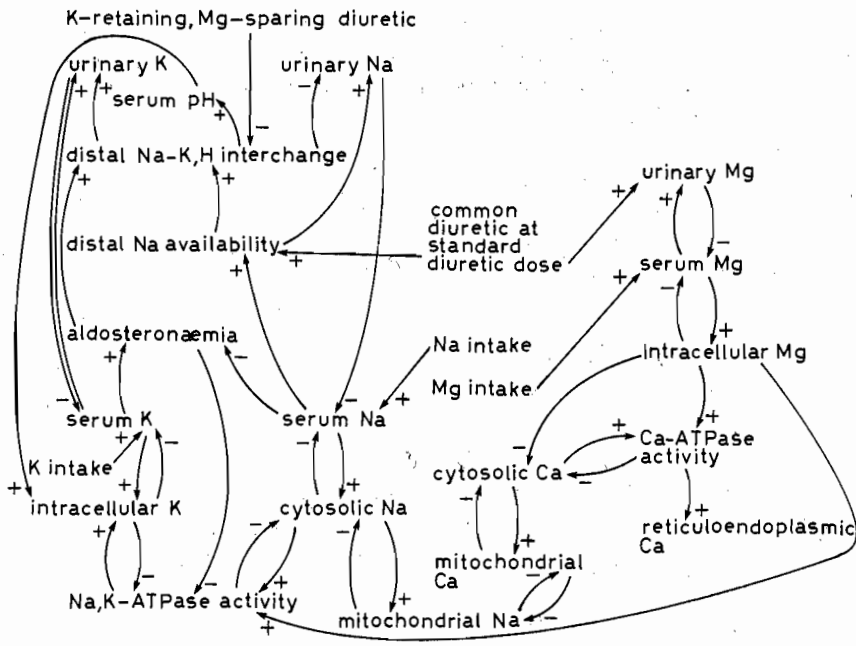 K-retaining, Mg-sparing diuretic
urinary K
urinary Na
serum pH
distal Na-K,H interchange
urinary Mg
common
diuretic at
standard
diuretic dose
distal Na availability
serum Mg
aldosteronaemia
Na intake
intracellular Mg
Mg intake
serum K
serum Na
Ca-ATPase
activity
K intake
cytosolic Ca
intracellular K
cytosolic Na
reticuloendoplasmic
Ca
mitochondrial
Ca
Na,K-ATPase activity
mitochondrial Na